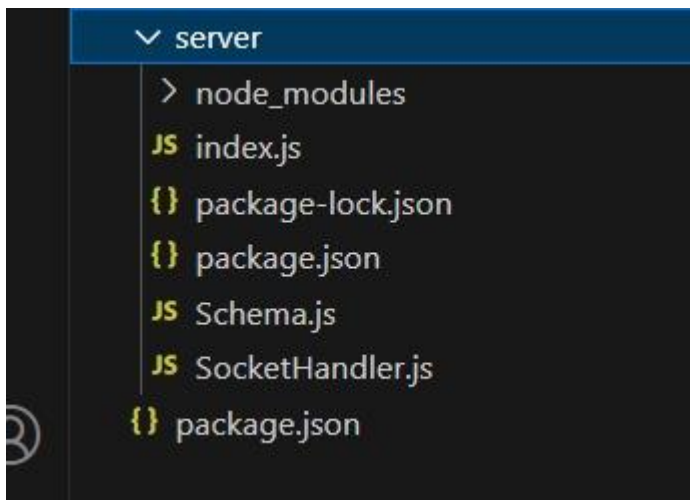 server
node_modules
JS index.js
{} package-lock.json
{} package.json
JS Schema.js
JS SocketHandler.js
{} package.json